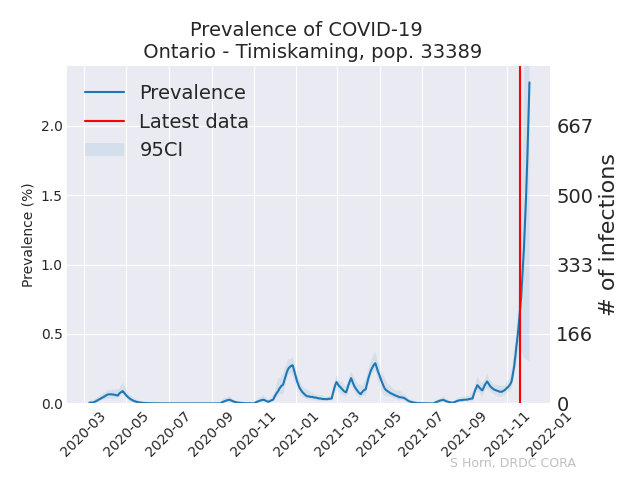 Prevalence of COVID-19
Ontario - Timiskaming, pop. 33389
Prevalence
Latest data
95CI
Prevalence (%)
2.0
1.5
1.0
0.5
0.0
667
500
333
166
0
# of infections
2020-03
2020-05
2020-07
2020-09
2020-11
2021-01
2021-03
2021-05
2021-07
2021-09
2021-11
2022-01
S Horn, DRDC CORA